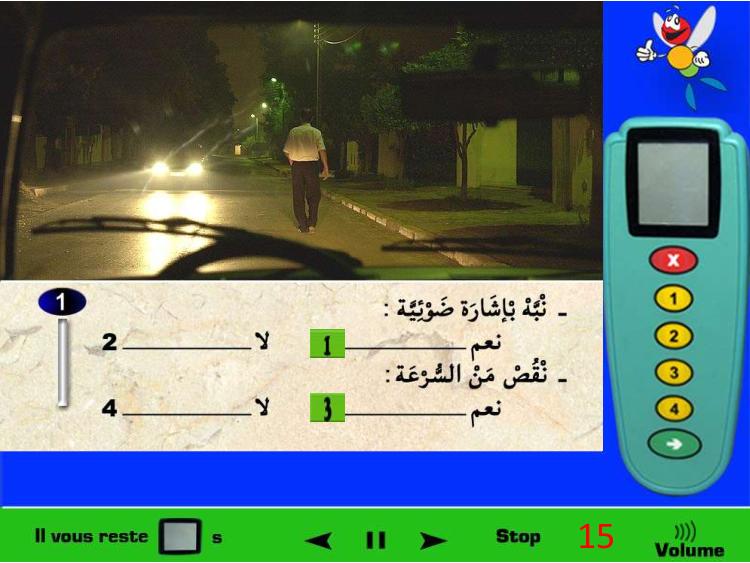 1
ـ نْبَّهْ بْإشَارَة ضَوْئِيَّة :
نعم 1 لا 2
ـ نْقُصْ مَنْ السُّرْعَة :
نعم 3 لا 4
X
1
2
3
4
Il vous reste s
Stop
15
Volume